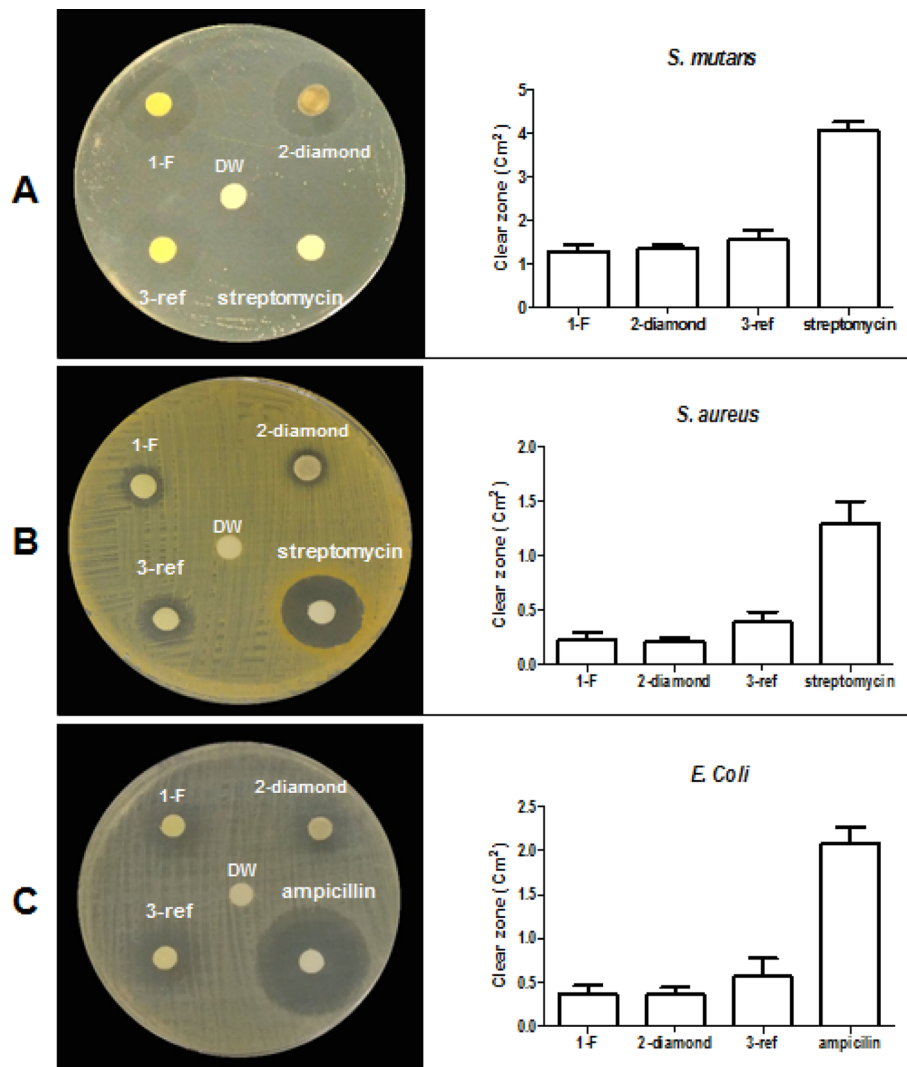 A
1-F
2-diamond
DW
3-ref
streptomycin
S. mutans
Clear zone (Cm²)
5
4
3
2
1
0
1-F 2-diamond 3-ref streptomycin
B
1-F
2-diamond
DW
3-ref
streptomycin
S. aureus
Clear zone (Cm²)
2.0
1.5
1.0
0.5
0.0
1-F 2-diamond 3-ref streptomycin
C
1-F
2-diamond
DW
3-ref
ampicillin
E. Coli
Clear zone (Cm²)
2.5
2.0
1.5
1.0
0.5
0.0
1-F 2-diamond 3-ref ampicilin